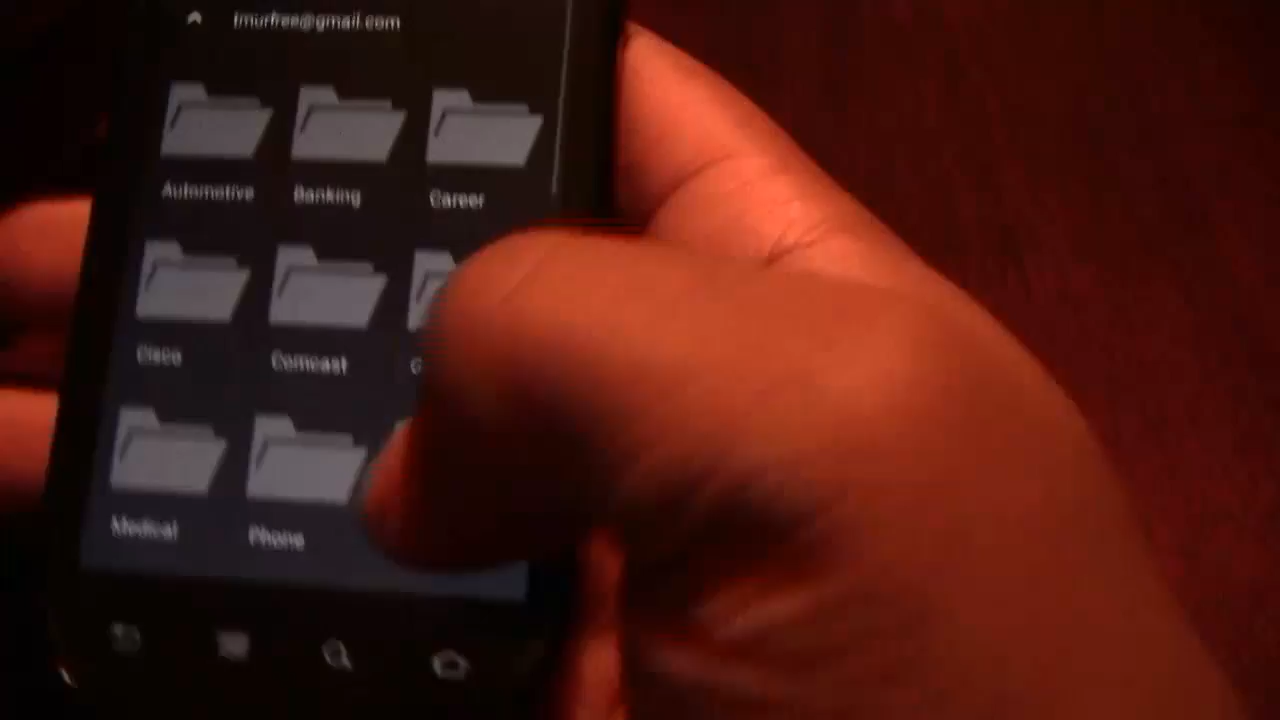 tmurfree@gmail.com
Automotive Banking Career
Cisco Comcast
Medical Phone